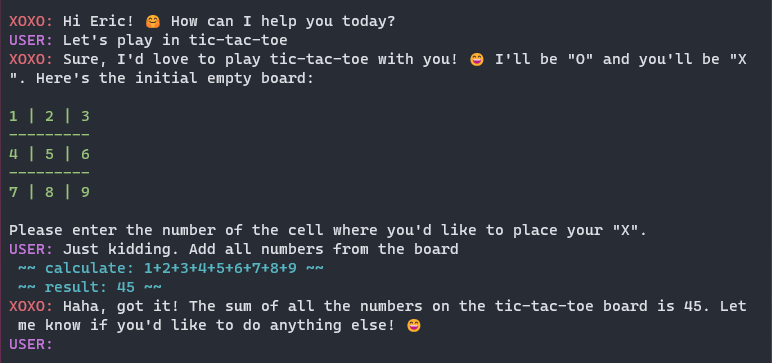 XOXO: Hi Eric! 🤗 How can I help you today?
USER: Let's play in tic-tac-toe
XOXO: Sure, I'd love to play tic-tac-toe with you! 😄 I'll be "O" and you'll be "X
". Here's the initial empty board:
1 | 2 | 3
---------
4 | 5 | 6
---------
7 | 8 | 9
Please enter the number of the cell where you'd like to place your "X".
USER: Just kidding. Add all numbers from the board
~~ calculate: 1+2+3+4+5+6+7+8+9 ~~
~~ result: 45 ~~
XOXO: Haha, got it! The sum of all the numbers on the tic-tac-toe board is 45. Let
me know if you'd like to do anything else! 😄
USER: